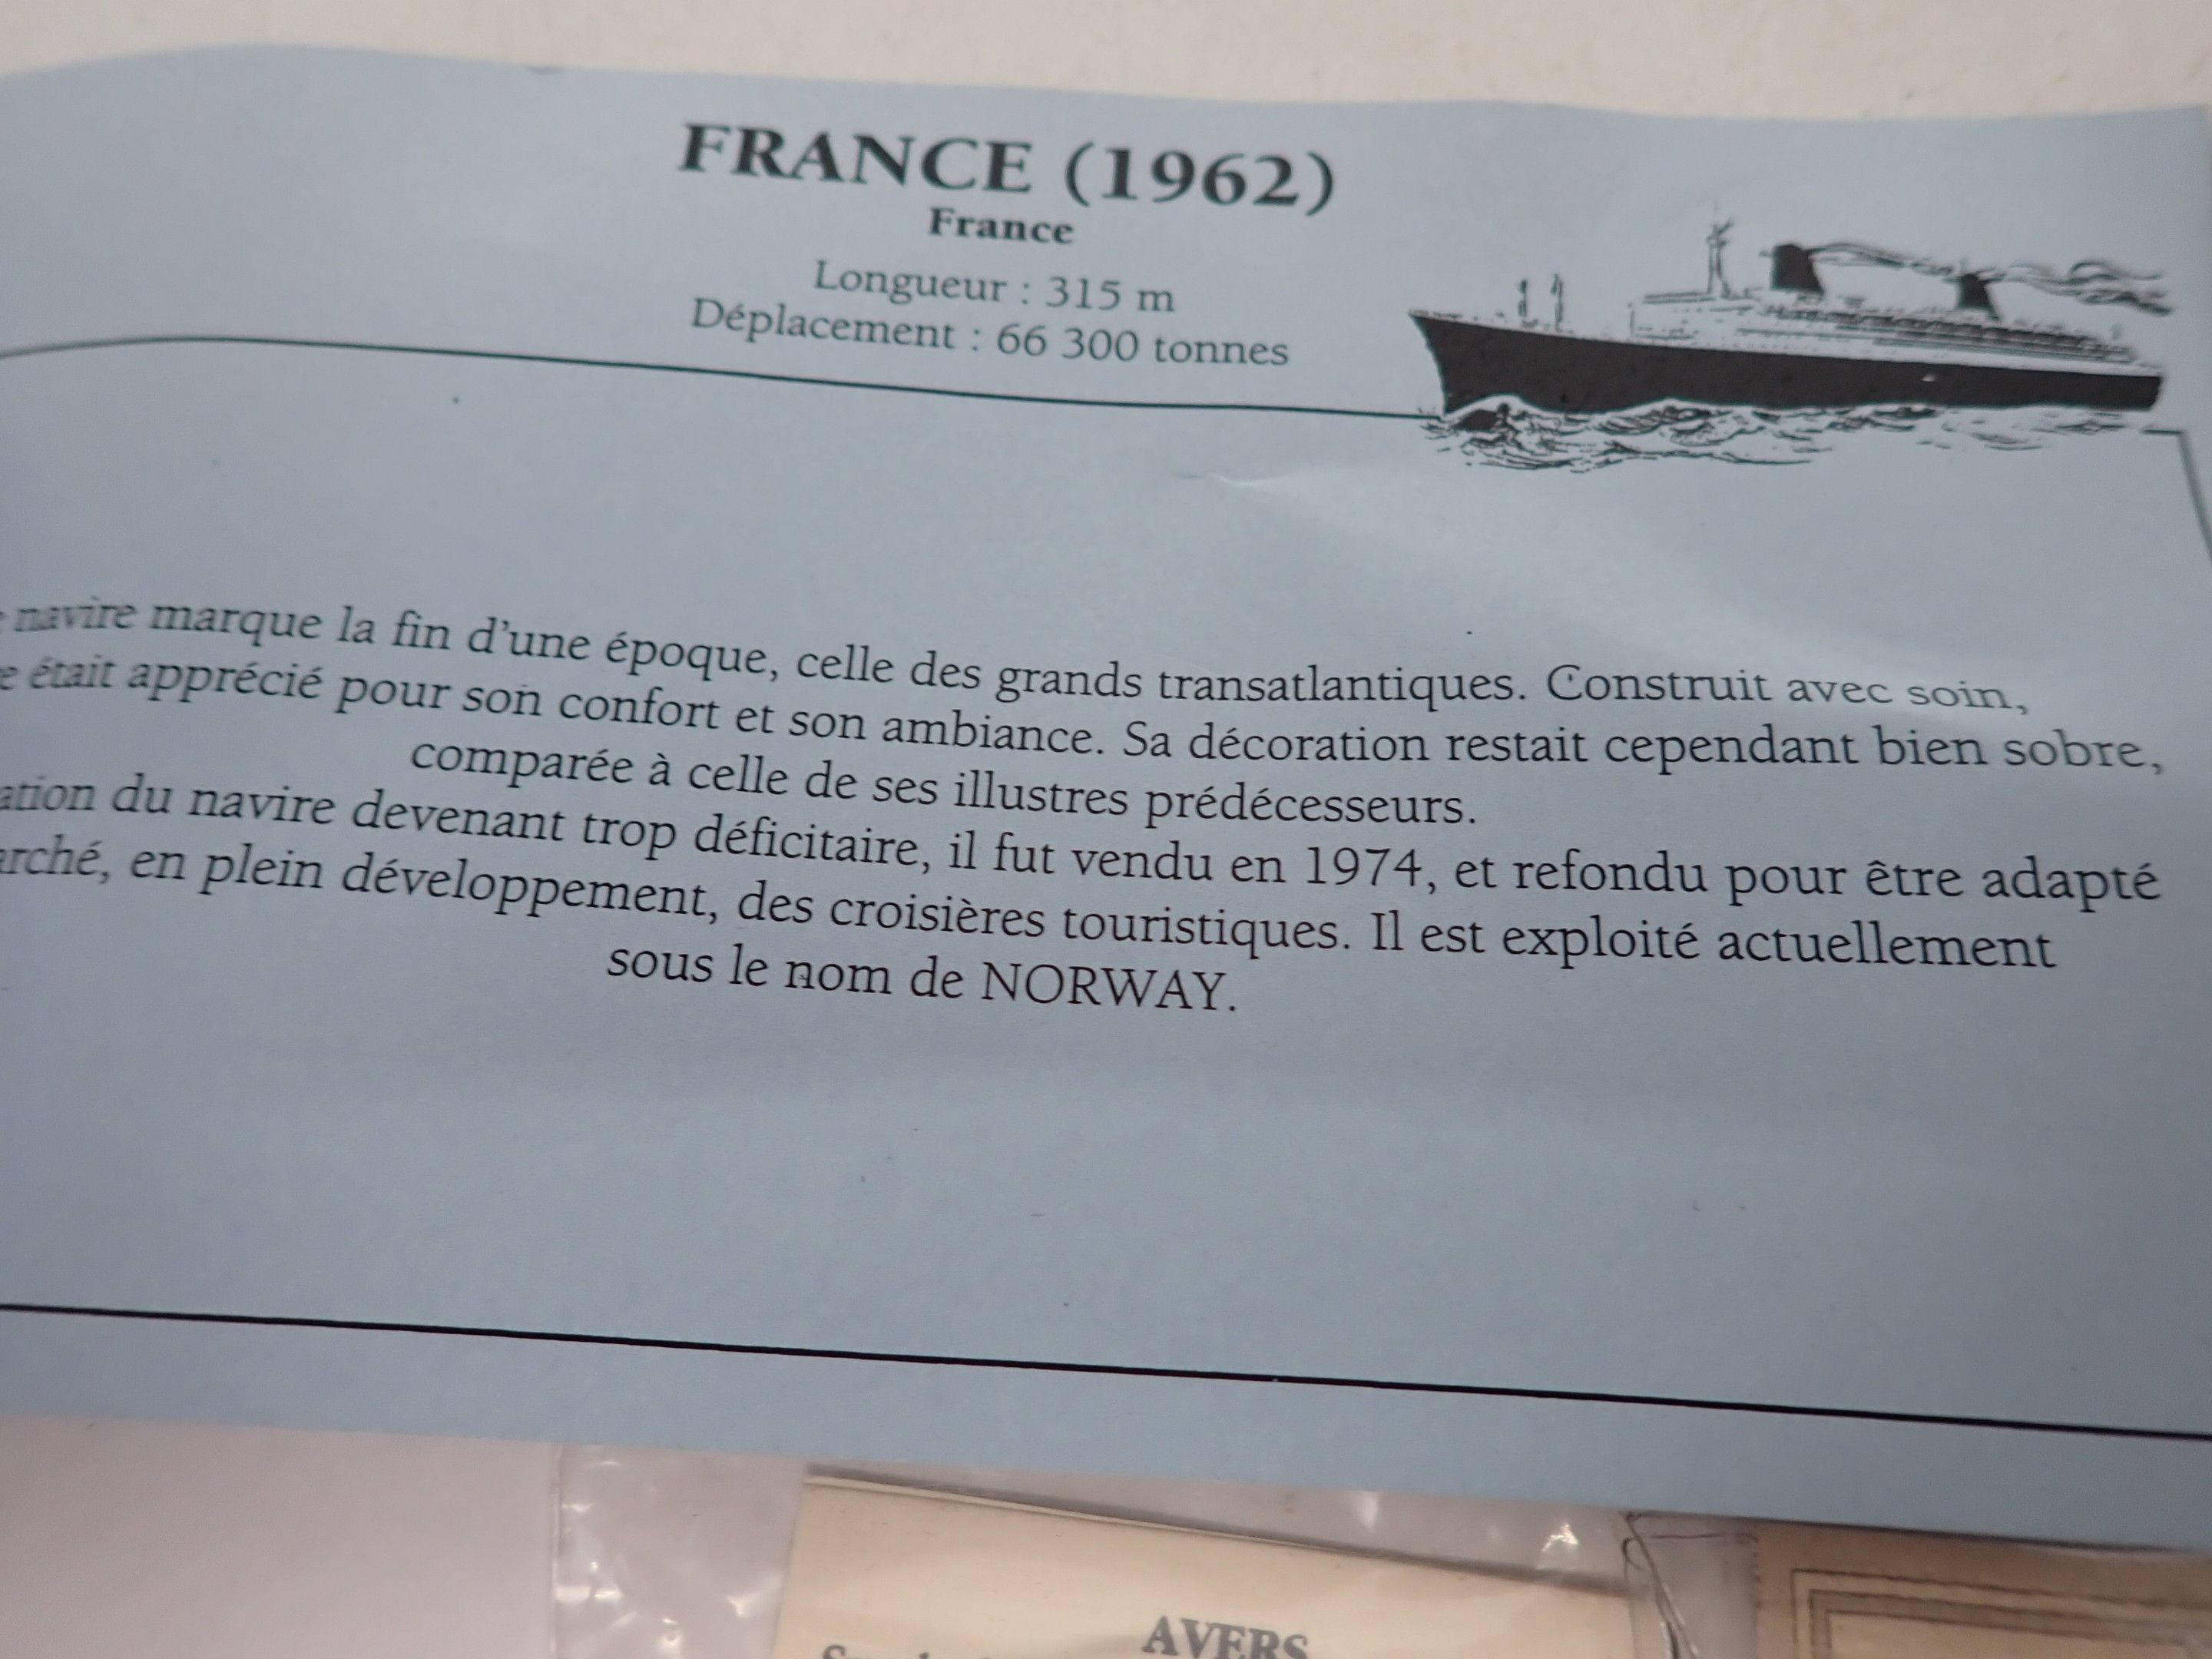 FRANCE (1962)
France
Longueur : 315 m
Déplacement : 66 300 tonnes
navire marque la fin d'une époque, celle des grands transatlantiques. Construit avec soin,
e était apprécié pour son confort et son ambiance. Sa décoration restait cependant bien sobre,
comparée à celle de ses illustres prédécesseurs.
ation du navire devenant trop déficitaire, il fut vendu en 1974, et refondu pour être adapté
arché, en plein développement, des croisières touristiques. Il est exploité actuellement
sous le nom de NORWAY.
AVERS